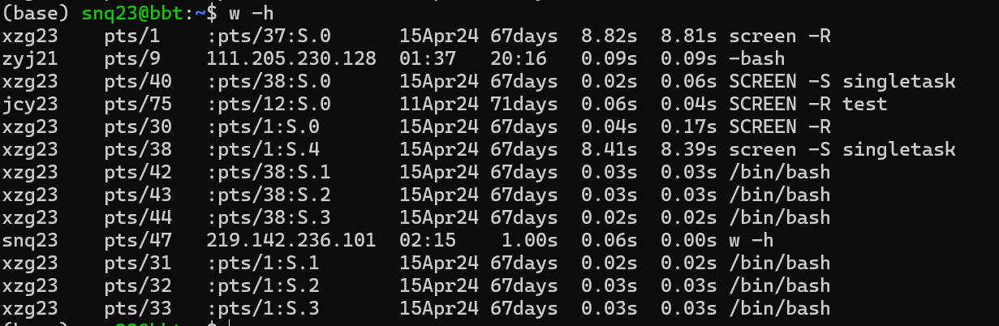 (base) snq23@bbt:~$ w -h
xzg23    pts/1    :pts/37:S.0      15Apr24 67days  8.82s  8.81s screen -R
zyj21    pts/9    111.205.230.128  01:37   20:16   0.09s  0.09s -bash
xzg23    pts/40   :pts/38:S.0      15Apr24 67days  0.02s  0.06s SCREEN -S singletask
jcy23    pts/75   :pts/12:S.0      11Apr24 71days  0.06s  0.04s SCREEN -R test
xzg23    pts/30   :pts/1:S.0       15Apr24 67days  0.04s  0.17s SCREEN -R
xzg23    pts/38   :pts/1:S.4       15Apr24 67days  8.41s  8.39s screen -S singletask
xzg23    pts/42   :pts/38:S.1      15Apr24 67days  0.03s  0.03s /bin/bash
xzg23    pts/43   :pts/38:S.2      15Apr24 67days  0.03s  0.03s /bin/bash
xzg23    pts/44   :pts/38:S.3      15Apr24 67days  0.02s  0.02s /bin/bash
snq23    pts/47   219.142.236.101  02:15    1.00s  0.06s  0.00s w -h
xzg23    pts/31   :pts/1:S.1       15Apr24 67days  0.02s  0.02s /bin/bash
xzg23    pts/32   :pts/1:S.2       15Apr24 67days  0.02s  0.02s /bin/bash
xzg23    pts/33   :pts/1:S.3       15Apr24 67days  0.03s  0.03s /bin/bash